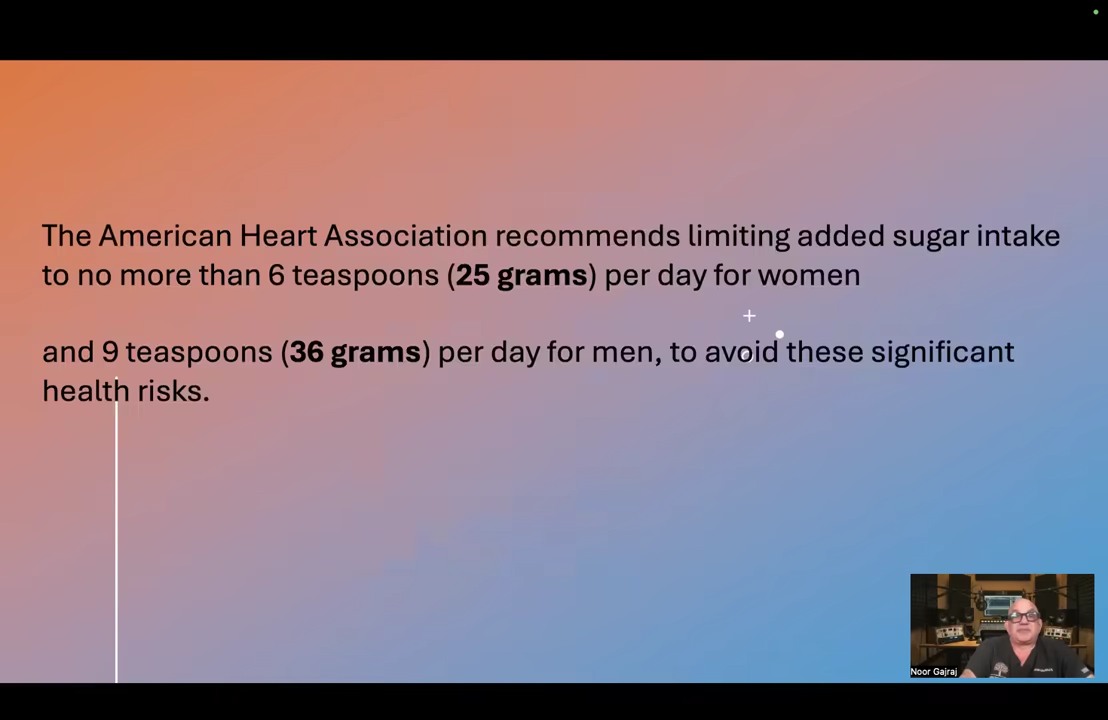 The American Heart Association recommends limiting added sugar intake
to no more than 6 teaspoons (25 grams) per day for women
and 9 teaspoons (36 grams) per day for men, to avoid these significant
health risks.
Noor Gajraj